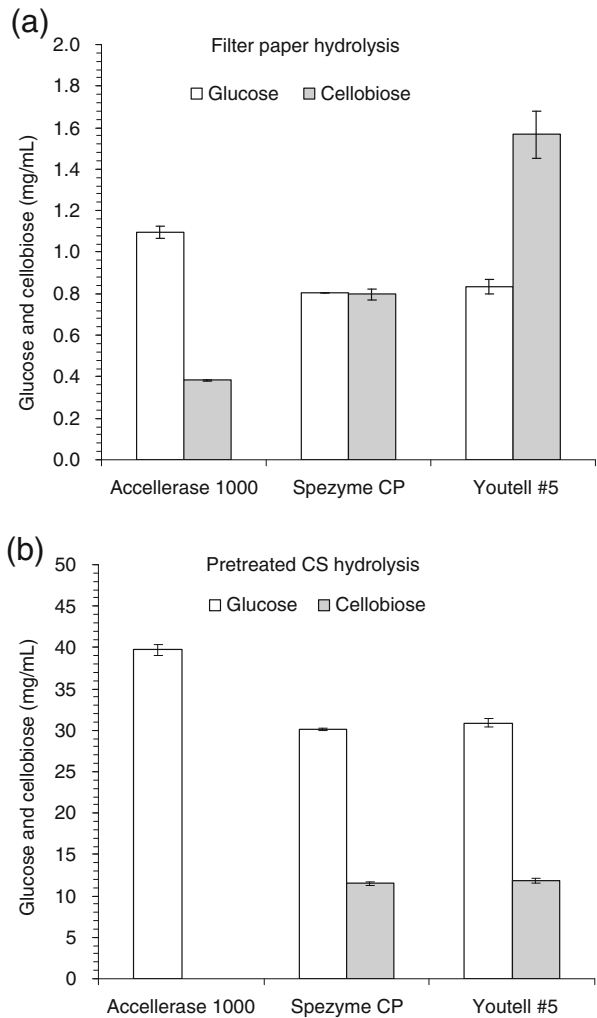 (a)
Filter paper hydrolysis
Glucose Cellobiose
Glucose and cellobiose (mg/mL)
2.0
1.8
1.6
1.4
1.2
1.0
0.8
0.6
0.4
0.2
0.0
Accellerase 1000 Spezyme CP Youtell #5
(b)
Pretreated CS hydrolysis
Glucose Cellobiose
Glucose and cellobiose (mg/mL)
50
45
40
35
30
25
20
15
10
5
0
Accellerase 1000 Spezyme CP Youtell #5